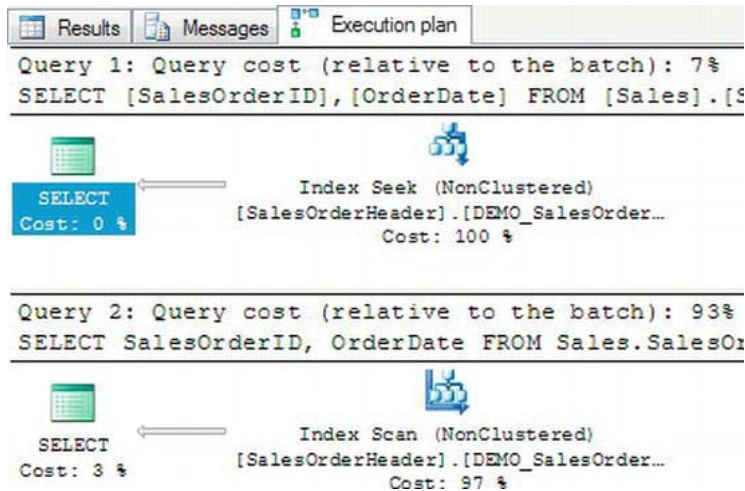 Results Messages Execution plan
Query 1: Query cost (relative to the batch): 7%
SELECT [SalesOrderID],[OrderDate] FROM [Sales].[S
SELECT
Cost: 0 %
Index Seek (NonClustered)
[SalesOrderHeader].[DEMO_SalesOrder…
Cost: 100 %
Query 2: Query cost (relative to the batch): 93%
SELECT SalesOrderID, OrderDate FROM Sales.SalesOr
SELECT
Cost: 3 %
Index Scan (NonClustered)
[SalesOrderHeader].[DEMO_SalesOrder…
Cost: 97 %